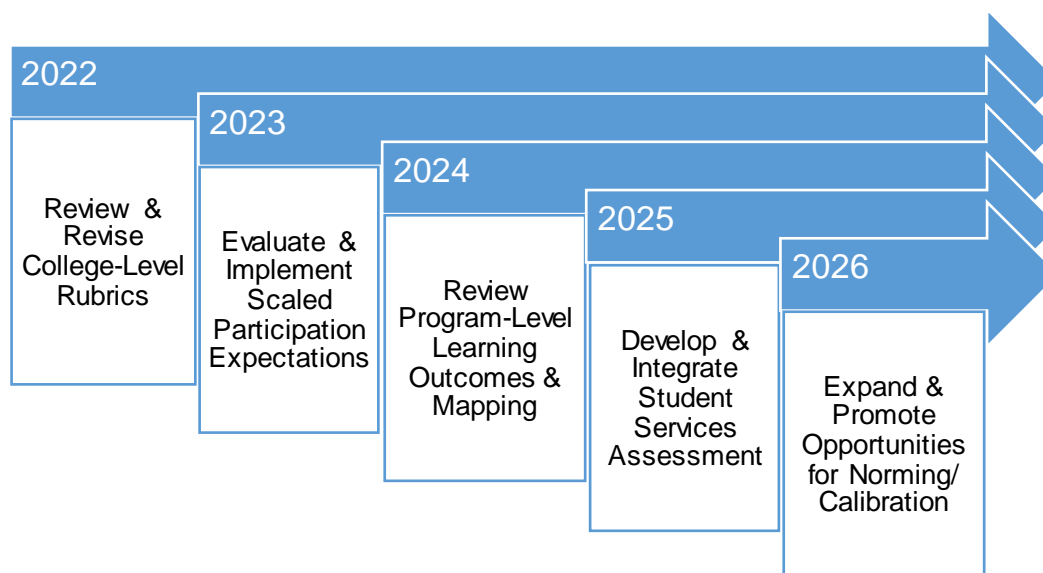 2022
Review & 
Revise
College-Level
Rubrics
2023
Evaluate &
Implement
Scaled
Participation
Expectations
2024
Review
Program-Level
Learning
Outcomes &
Mapping
2025
Develop &
Integrate
Student
Services
Assessment
2026
Expand &
Promote
Opportunities
for Norming/
Calibration